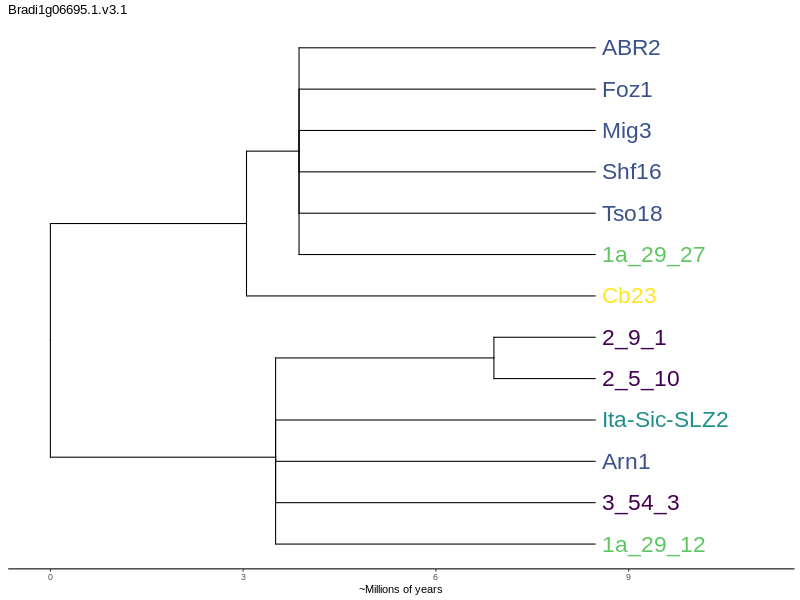 Bradi1g06695.1.v3.1
ABR2
Foz1
Mig3
Shf16
Tso18
1a_29_27
Cb23
2_9_1
2_5_10
Ita-Sic-SLZ2
Arn1
3_54_3
1a_29_12
0 3 6 9
~Millions of years